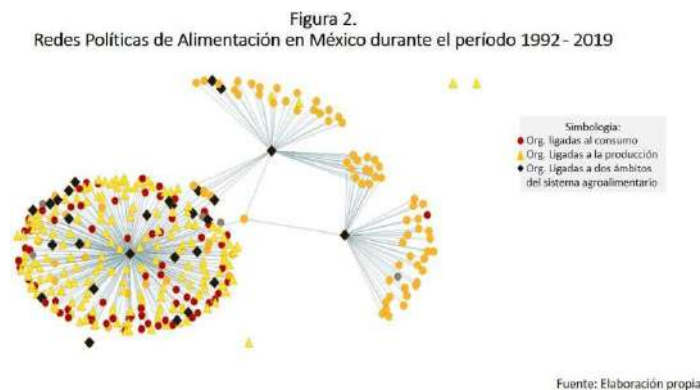 Figura 2.
Redes Políticas de Alimentación en México durante el período 1992 - 2019
Simbología:
Org. ligadas al consumo
Org. Ligadas a la producción
Org. Ligadas a dos ámbitos
del sistema agroalimentario
Fuente: Elaboración propia